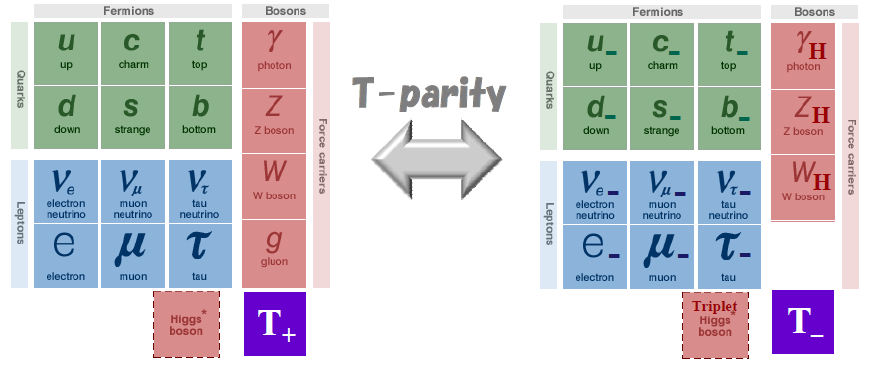 Fermions
Bosons
Quarks
u
up
c
charm
t
top
γ
photon
d
down
s
strange
b
bottom
Z
Z boson
Force carriers
Leptons
νe
electron
neutrino
νμ
muon
neutrino
ντ
tau
neutrino
W
W boson
e
electron
μ
muon
τ
tau
g
gluon
Higgs*
boson
T+
T-parity
Fermions
Bosons
Quarks
u-
up
c-
charm
t-
top
γH
photon
d-
down
s-
strange
b-
bottom
ZH
Z boson
Force carriers
Leptons
νe-
electron
neutrino
νμ-
muon
neutrino
ντ-
tau
neutrino
WH
W boson
e-
electron
μ-
muon
τ-
tau
Triplet
Higgs*
boson
T-